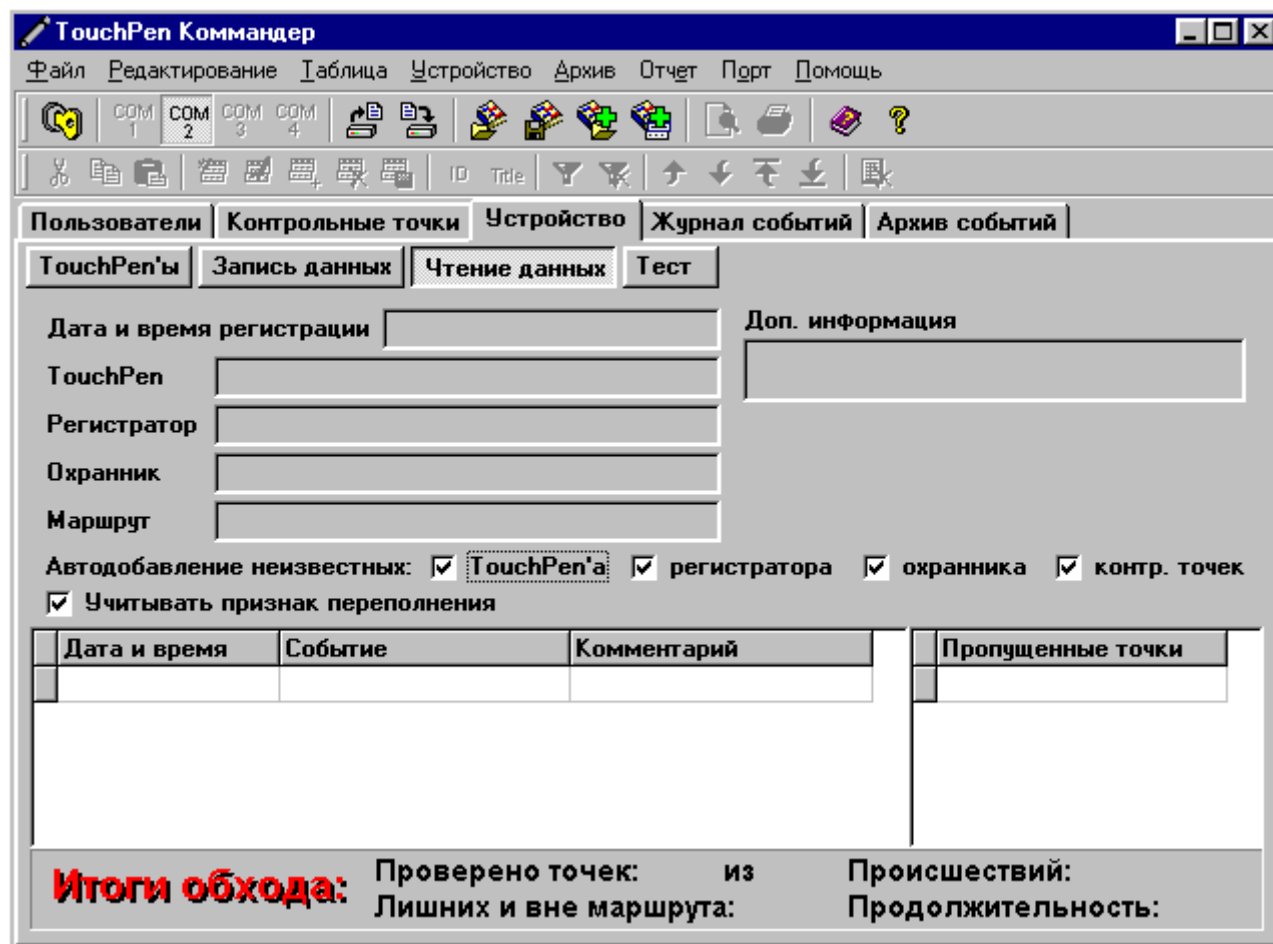 TouchPen Коммандер
Файл Редактирование Таблица Устройство Архив Отчет Порт Помощь
COM 1 COM 2 COM 3 COM 4
ID Title
Пользователи Контрольные точки Устройство Журнал событий Архив событий
TouchPen'ы Запись данных Чтение данных Тест
Дата и время регистрации Доп. информация
TouchPen
Регистратор
Охранник
Маршрут
Автодобавление неизвестных: TouchPen'а регистратора охранника контр. точек
Учитывать признак переполнения
Дата и время Событие Комментарий Пропущенные точки
Итоги обхода: Проверено точек: из Происшествий:
Лишних и вне маршрута: Продолжительность: